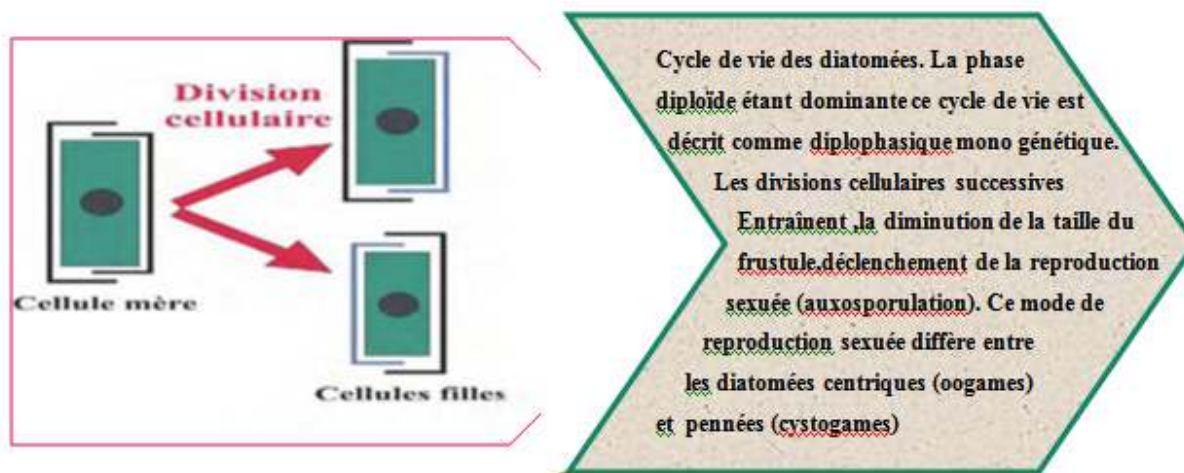 Division
cellulaire
Cellule mère
Cellules filles
Cycle de vie des diatomées. La phase
diploïde étant dominante ce cycle de vie est
décrit comme diplophasique mono génétique.
Les divisions cellulaires successives
Entraînent ,la diminution de la taille du
frustule,déclenchement de la reproduction
sexuée (auxosporulation). Ce mode de
reproduction sexuée diffère entre
les diatomées centriques (oogames)
et pennées (cystogames)